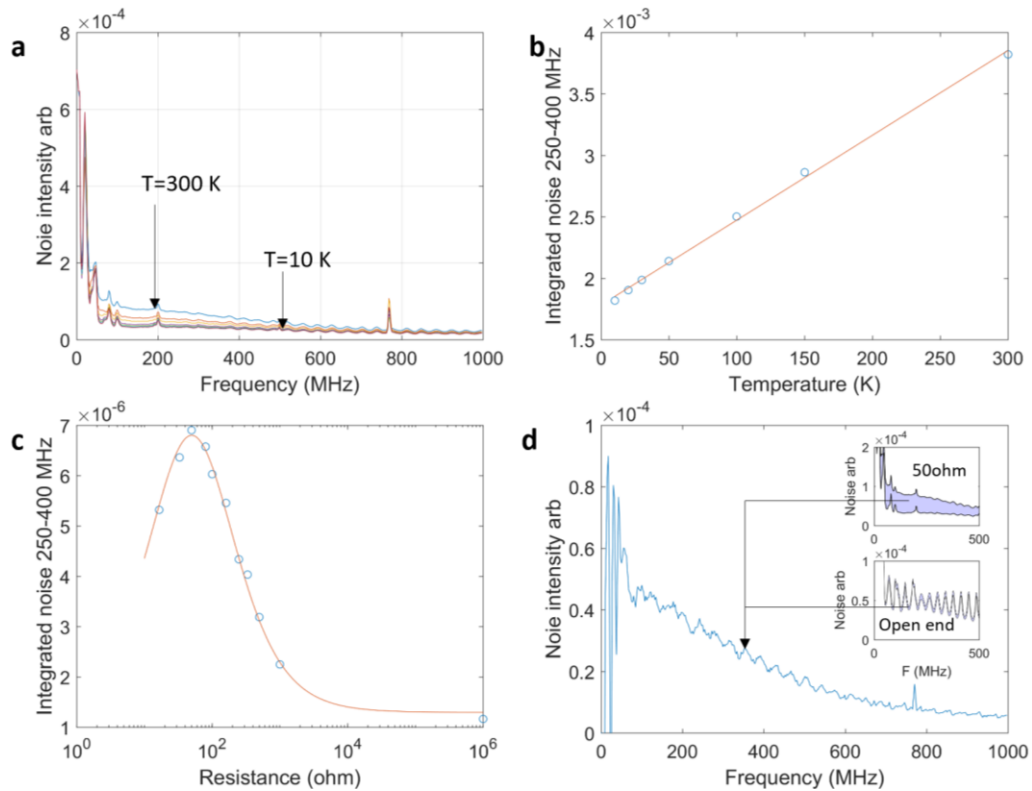 a
×10⁻⁴
8
6
4
2
0
Noie intensity arb
T=300 K
T=10 K
0 200 400 600 800 1000
Frequency (MHz)
b
×10⁻³
4
3.5
3
2.5
2
1.5
Integrated noise 250-400 MHz
0 50 100 150 200 250 300
Temperature (K)
c
×10⁻⁶
7
6
5
4
3
2
1
Integrated noise 250-400 MHz
10⁰ 10² 10⁴ 10⁶
Resistance (ohm)
d
×10⁻⁴
1
0.8
0.6
0.4
0.2
0
Noie intensity arb
0 200 400 600 800 1000
Frequency (MHz)
×10⁻⁴
2
1
0
Noise arb
50ohm
0 500
×10⁻⁴
1
0.5
0
Noise arb
Open end
0 500
F (MHz)